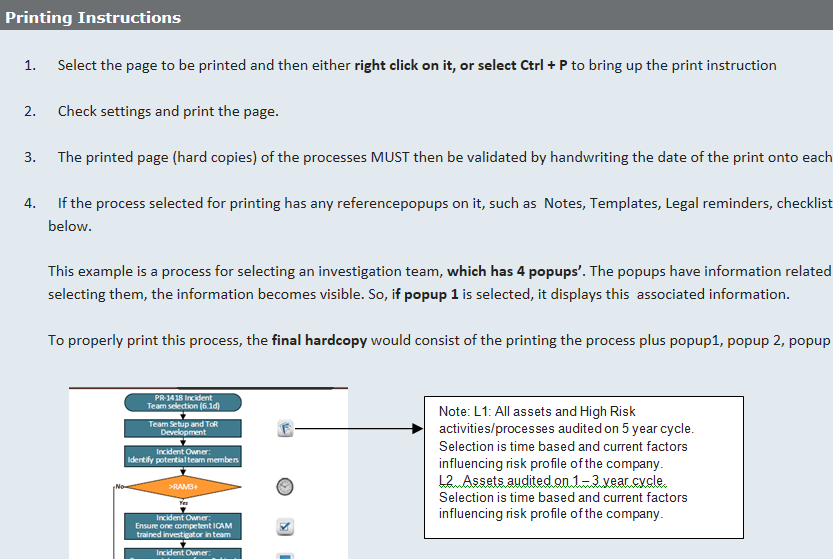 Printing Instructions
1. Select the page to be printed and then either right click on it, or select Ctrl + P to bring up the print instruction
2. Check settings and print the page.
3. The printed page (hard copies) of the processes MUST then be validated by handwriting the date of the print onto each
4. If the process selected for printing has any referencepopups on it, such as Notes, Templates, Legal reminders, checklist
below.
This example is a process for selecting an investigation team, which has 4 popups’. The popups have information related
selecting them, the information becomes visible. So, if popup 1 is selected, it displays this associated information.
To properly print this process, the final hardcopy would consist of the printing the process plus popup1, popup 2, popup
PR-1418 Incident
Team selection (6.1d)
Team Setup and ToR
Development
Incident Owner:
Identify potential team members
No
>RAM3+
Yes
Incident Owner:
Ensure one competent ICAM
trained investigator in team
Incident Owner:
Note: L1: All assets and High Risk
activities/processes audited on 5 year cycle.
Selection is time based and current factors
influencing risk profile of the company.
L2 . Assets audited on 1 – 3 year cycle.
Selection is time based and current factors
influencing risk profile of the company.